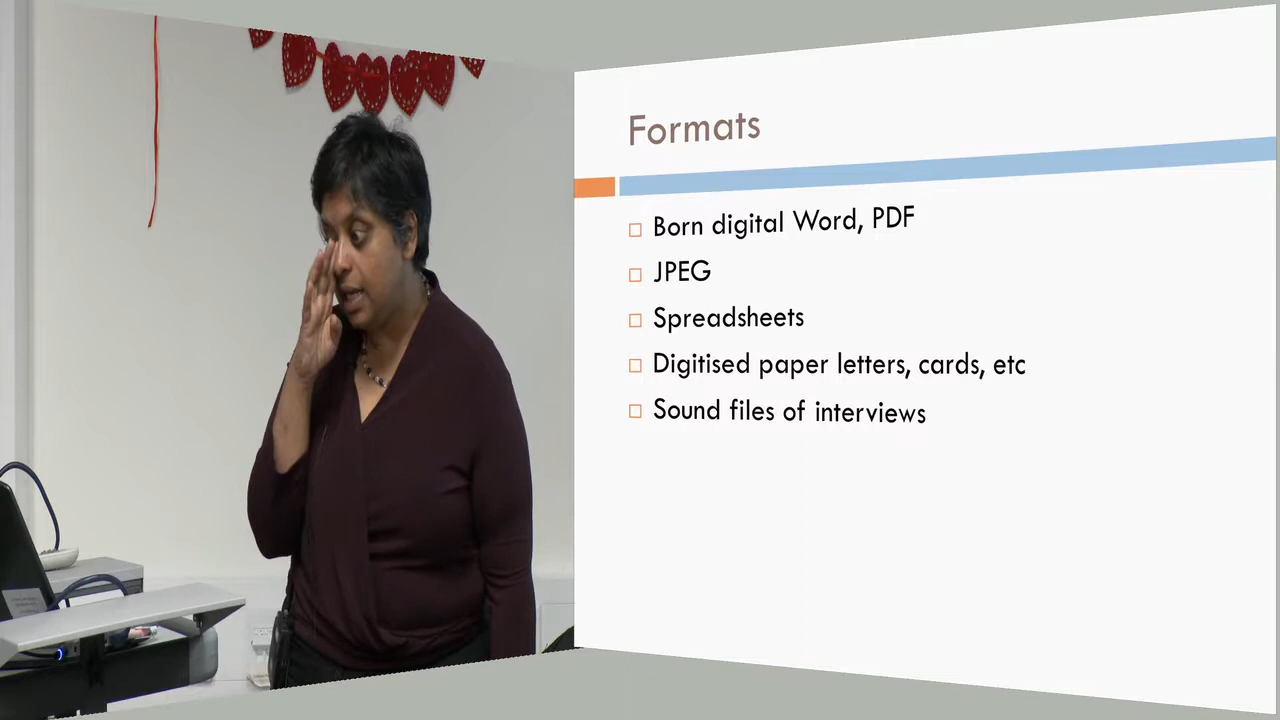 Formats
Born digital Word, PDF
JPEG
Spreadsheets
Digitised paper letters, cards, etc
Sound files of interviews